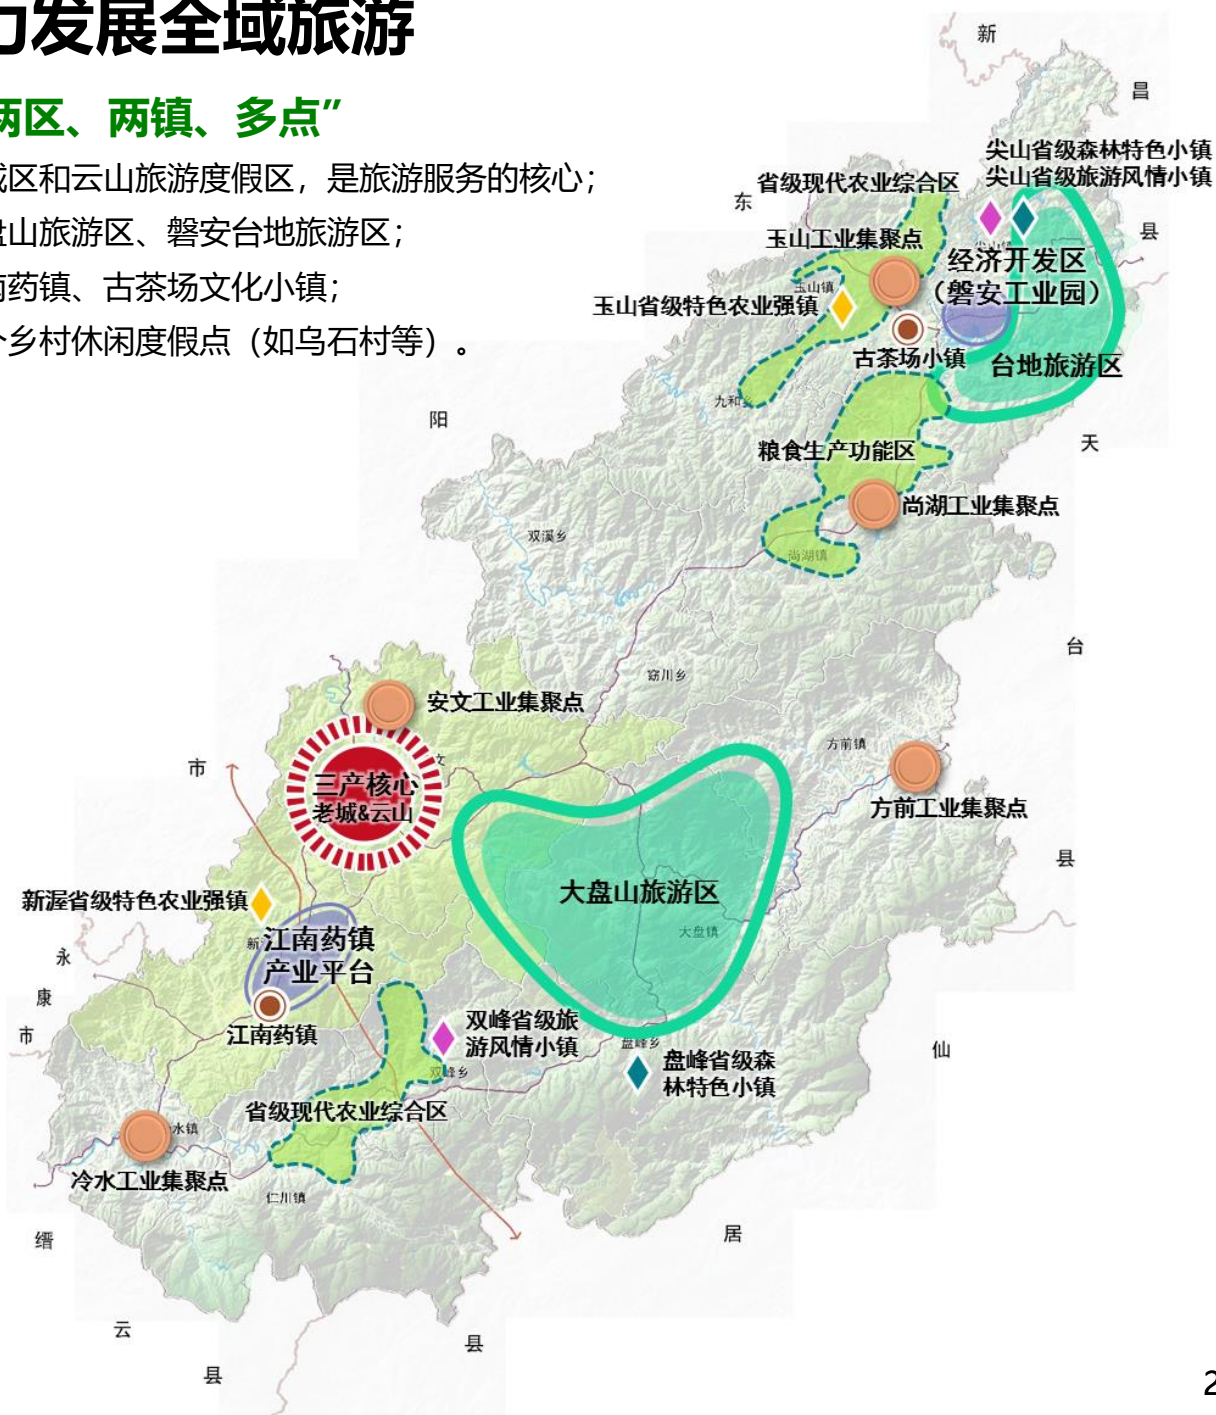 力发展全域旅游
两区、两镇、多点”
城区和云山旅游度假区，是旅游服务的核心；
盘山旅游区、磐安台地旅游区；
南药镇、古茶场文化小镇；
个乡村休闲度假点（如乌石村等）。
新
昌
县
尖山省级森林特色小镇
尖山省级旅游风情小镇
省级现代农业综合区
东
玉山工业集聚点
经济开发区
（磐安工业园）
玉山镇
玉山省级特色农业强镇
古茶场小镇
台地旅游区
九和乡
阳
天
粮食生产功能区
尚湖工业集聚点
双溪乡
尚湖镇
台
窈川乡
安文工业集聚点
文
方前镇
市
三产核心
老城&云山
方前工业集聚点
县
大盘山旅游区
新渥省级特色农业强镇
大盘镇
新
江南药镇
产业平台
永
康
市
江南药镇
双峰省级旅
游风情小镇
盘峰乡
仙
双峰乡
盘峰省级森
林特色小镇
省级现代农业综合区
水镇
冷水工业集聚点
仁川镇
缙
居
云
县
县
2